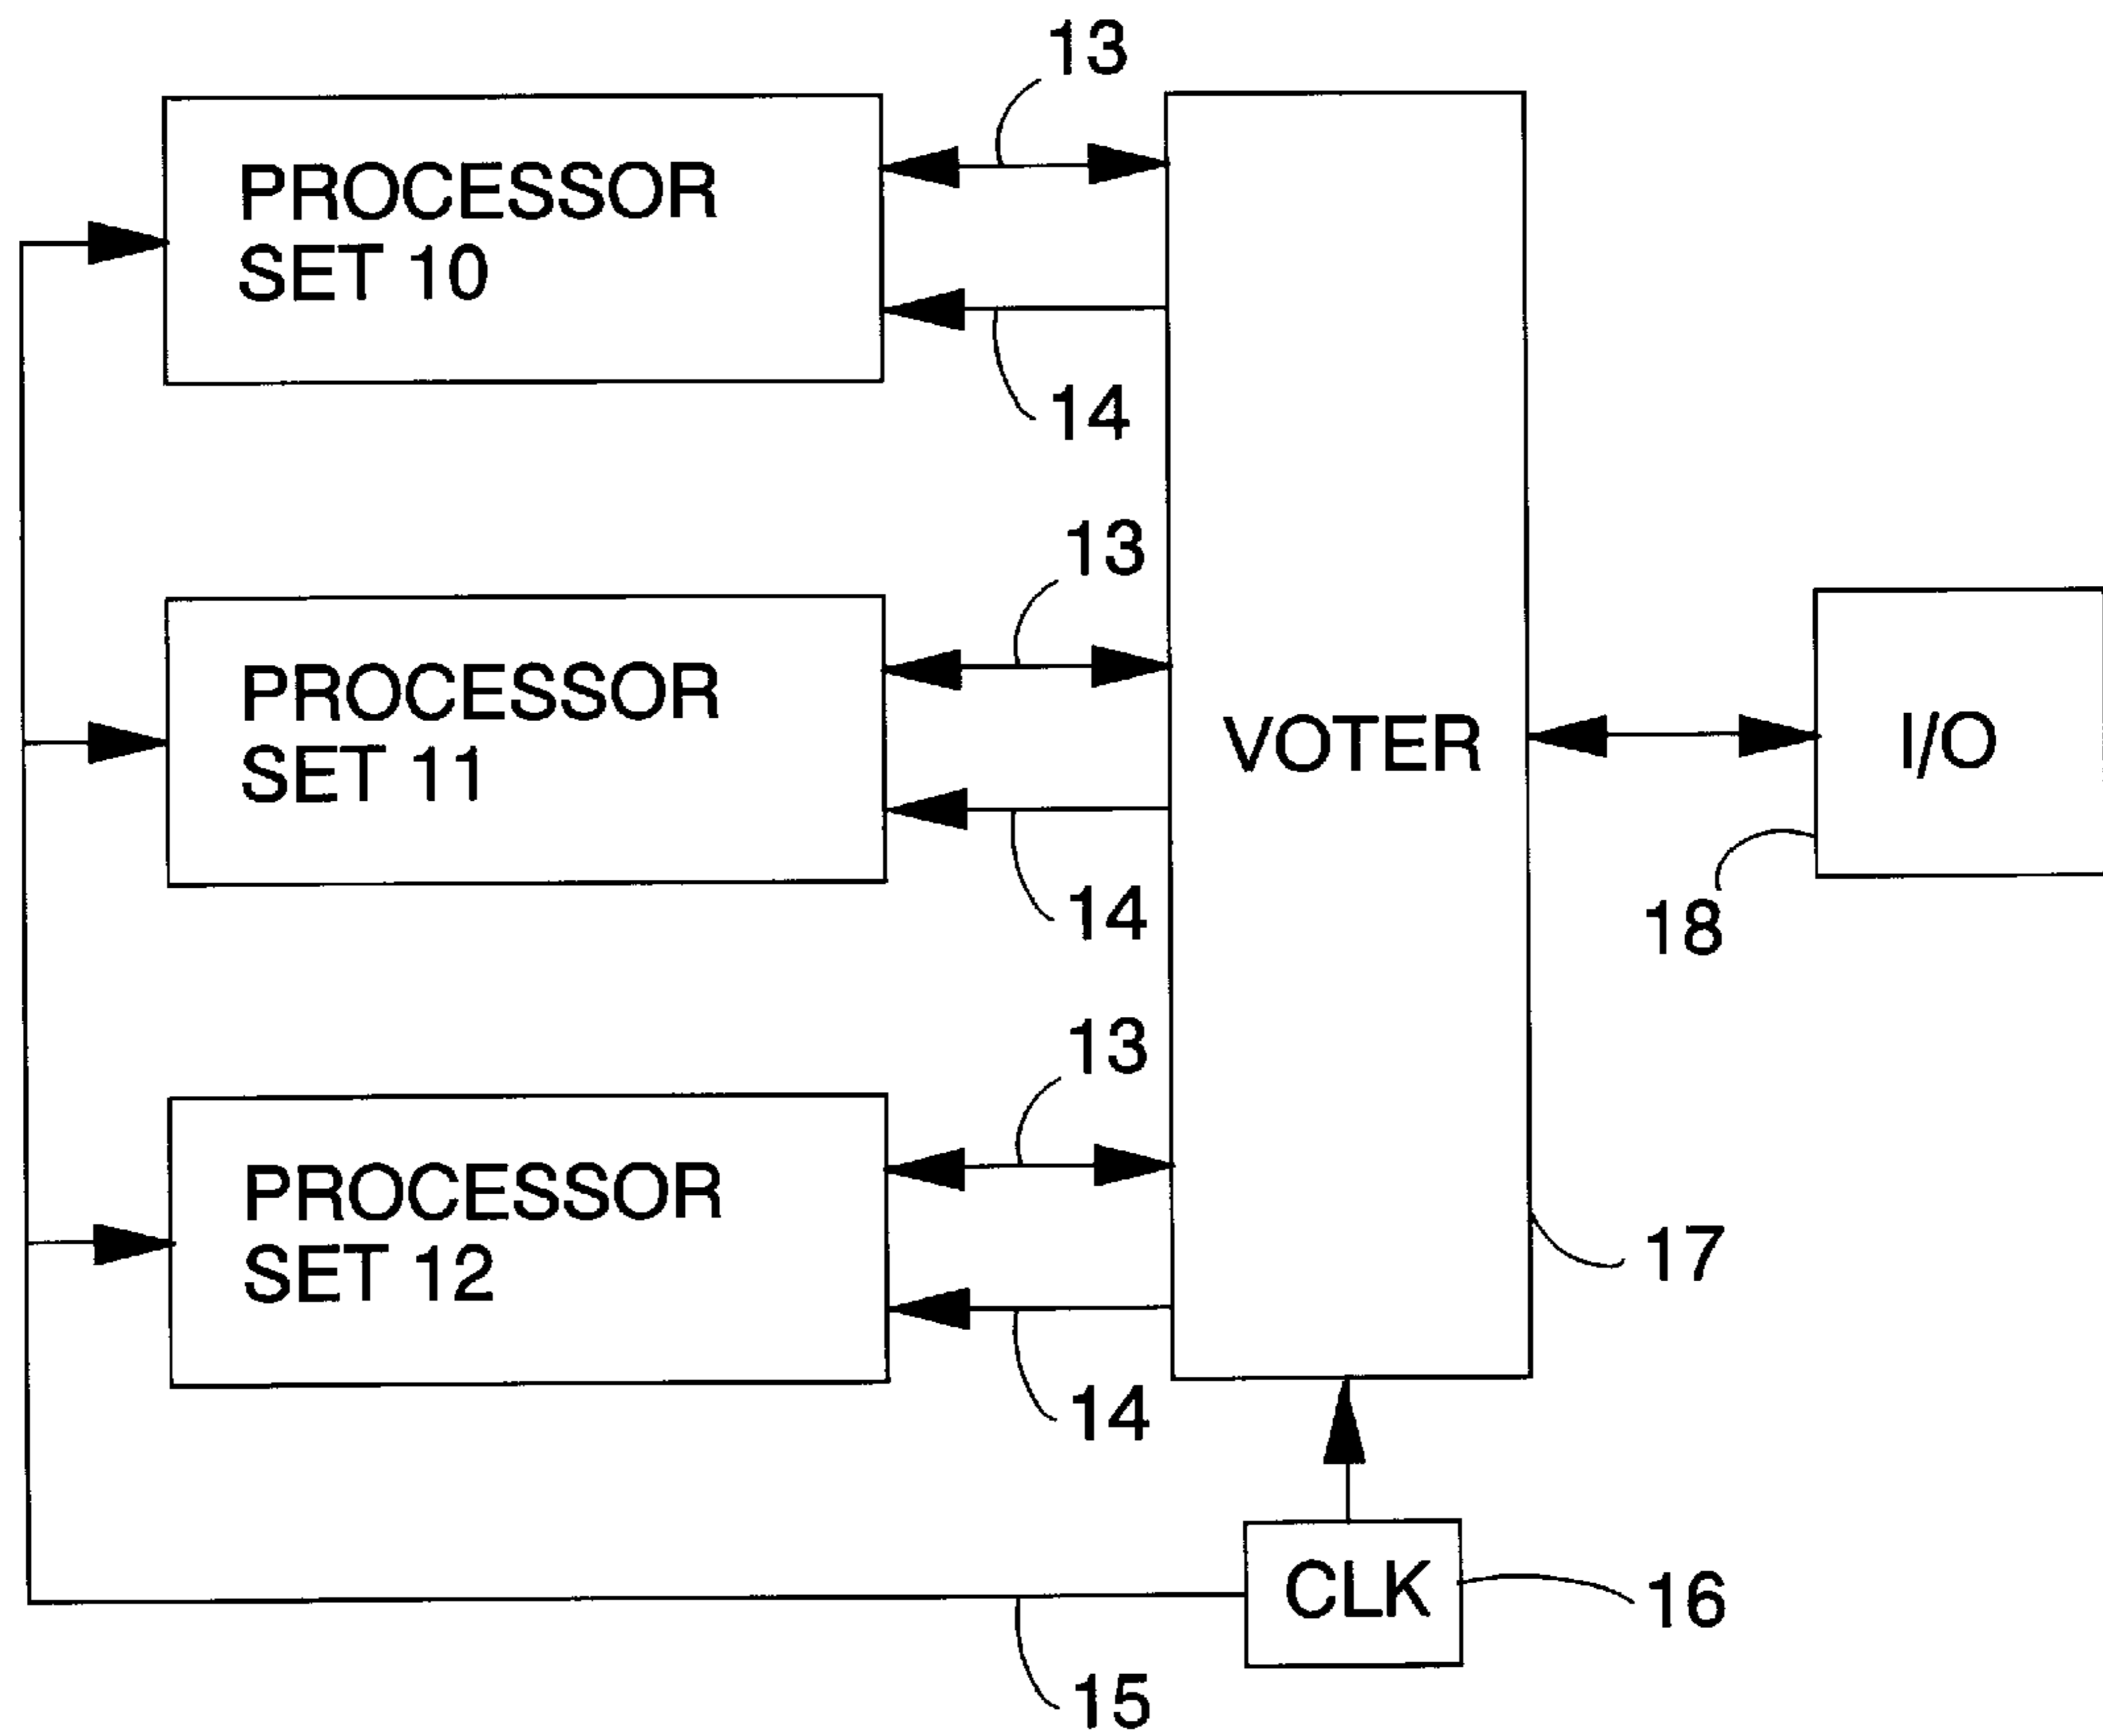 13
PROCESSOR
SET 10
14
13
PROCESSOR
SET 11
VOTER
I/O
14
18
13
PROCESSOR
SET 12
17
14
CLK
16
15